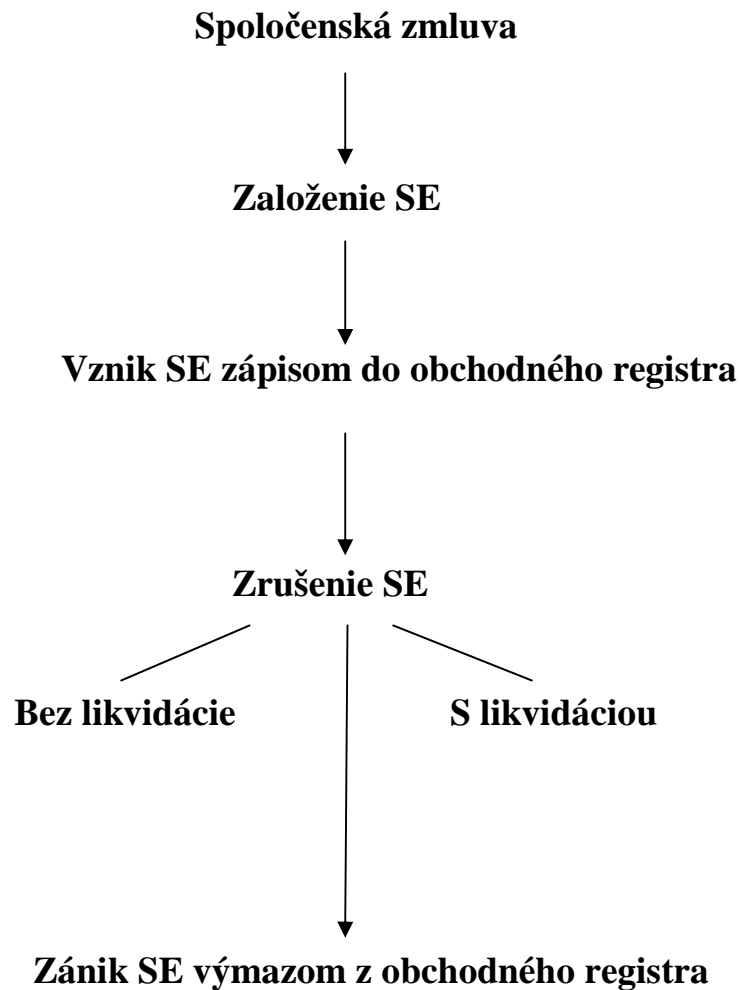 Spoločenská zmluva
Založenie SE
Vznik SE zápisom do obchodného registra
Zrušenie SE
Bez likvidácie
S likvidáciou
Zánik SE výmazom z obchodného registra